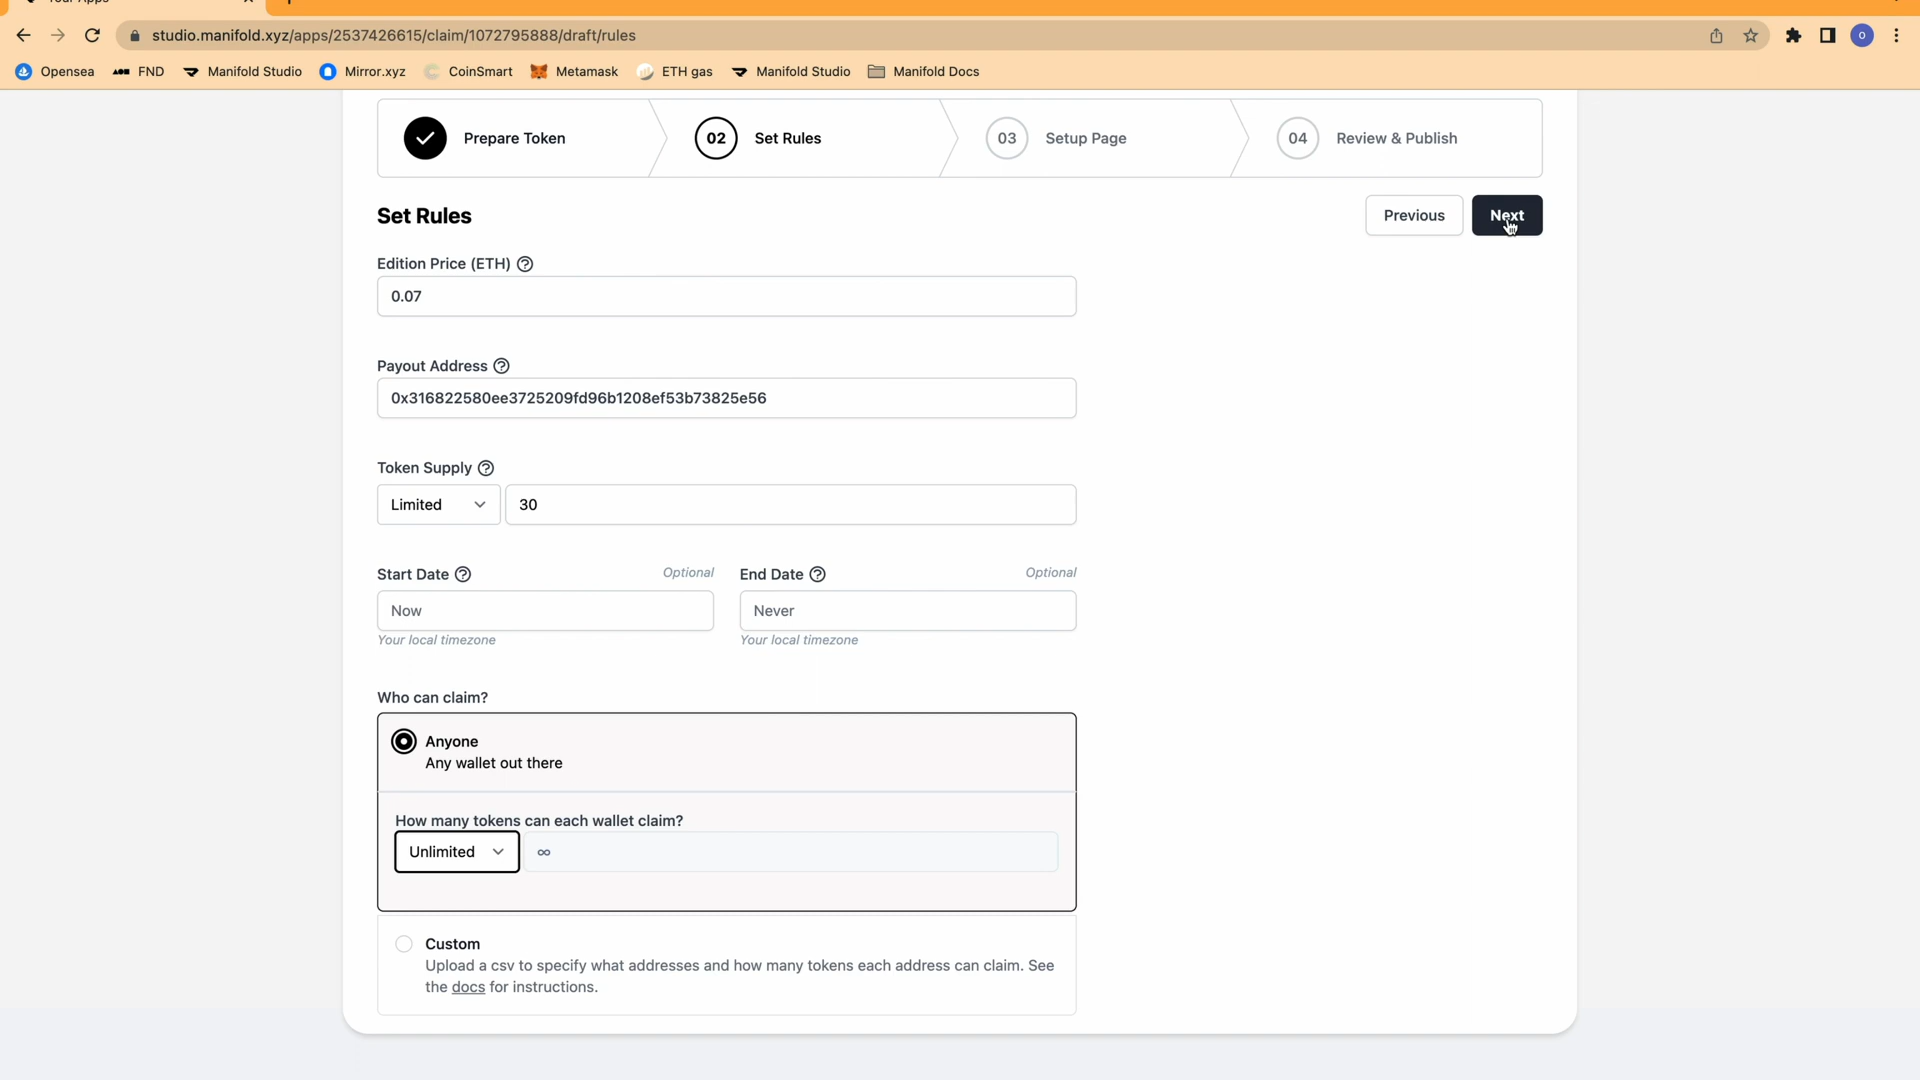 studio.manifold.xyz/apps/2537426615/claim/1072795888/draft/rules
O
Opensea FND Manifold Studio Mirror.xyz CoinSmart Metamask ETH gas Manifold Studio Manifold Docs
Prepare Token 02 Set Rules 03 Setup Page 04 Review & Publish
Set Rules Previous Next
Edition Price (ETH) ?
0.07
Payout Address ?
0x316822580ee3725209fd96b1208ef53b73825e56
Token Supply ?
Limited 30
Start Date ? Optional End Date ? Optional
Now Never
Your local timezone Your local timezone
Who can claim?
Anyone
Any wallet out there
How many tokens can each wallet claim?
Unlimited ∞
Custom
Upload a csv to specify what addresses and how many tokens each address can claim. See
the docs for instructions.